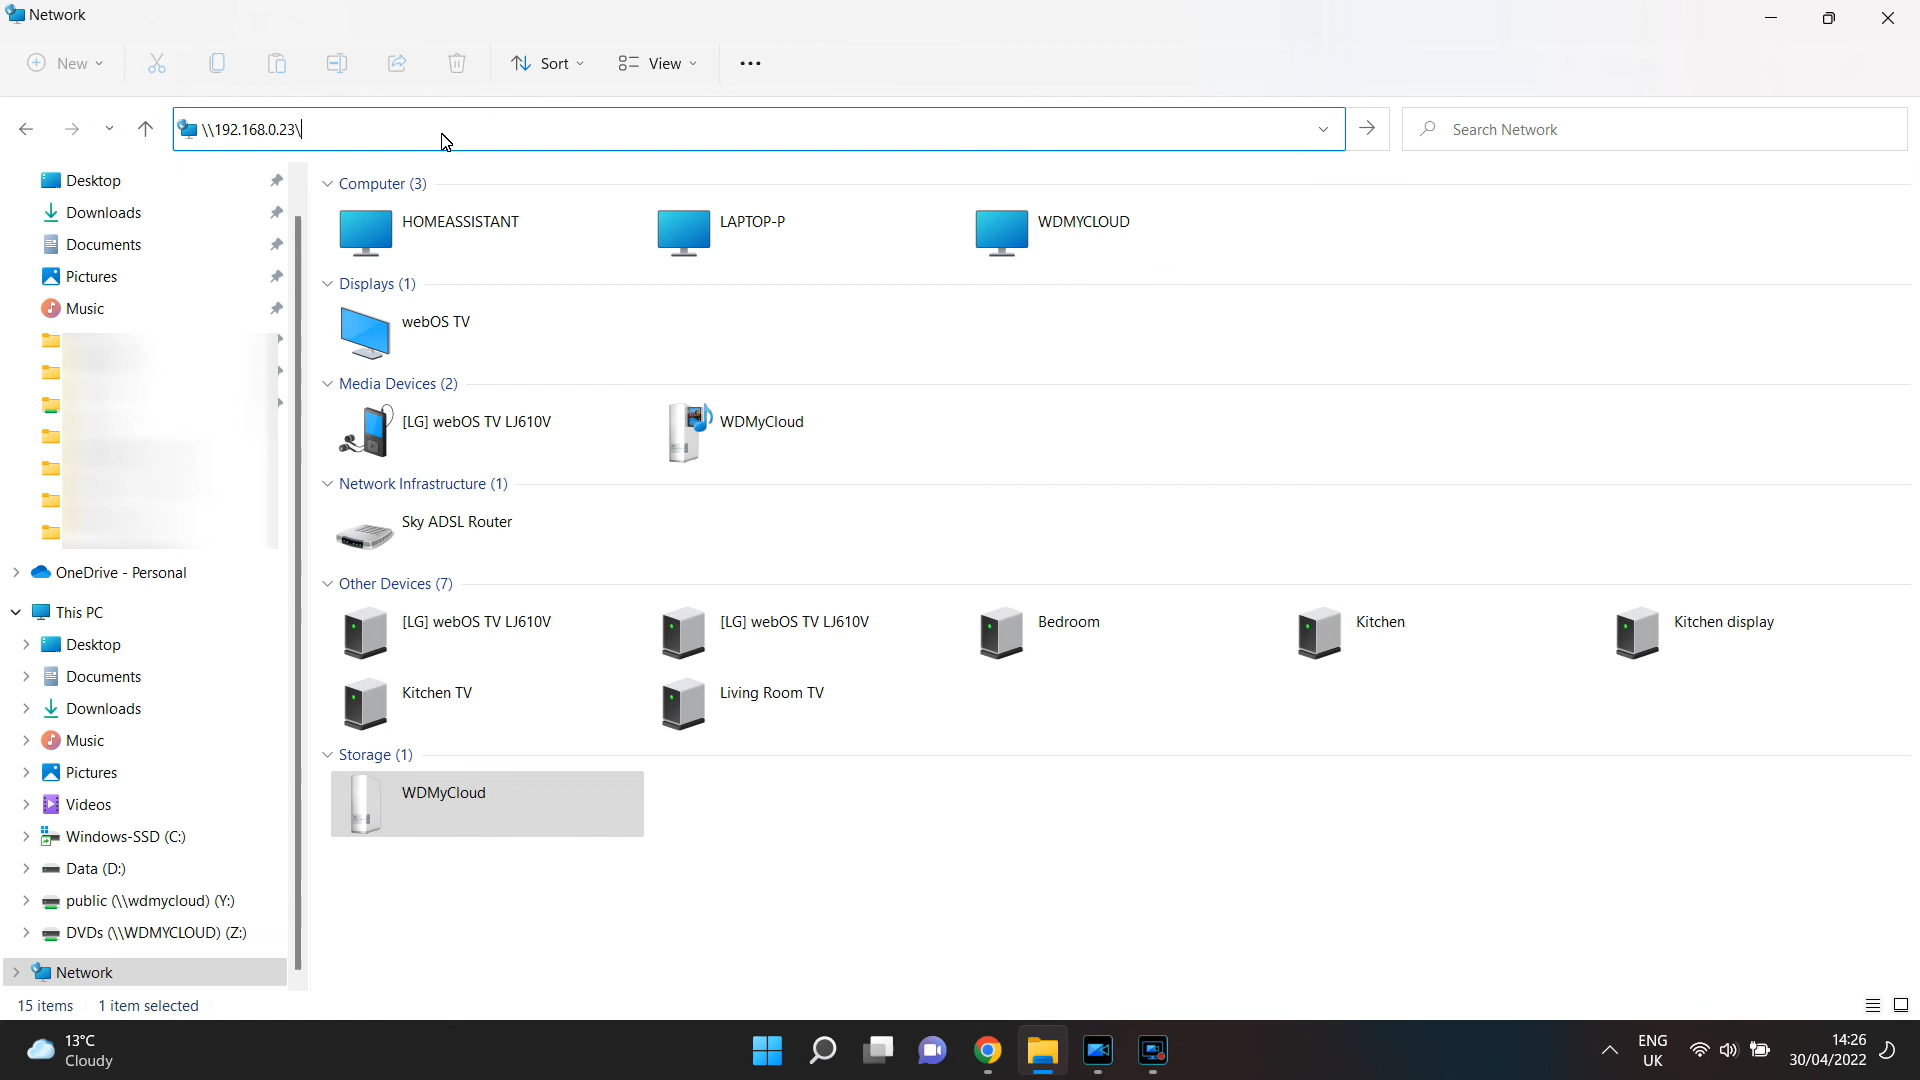 Network
New
Sort
View
\\192.168.0.23\
Search Network
Desktop
Downloads
Documents
Pictures
Music
OneDrive - Personal
This PC
Desktop
Documents
Downloads
Music
Pictures
Videos
Windows-SSD (C:)
Data (D:)
public (\\wdmycloud) (Y:)
DVDs (\\WDMYCLOUD) (Z:)
Network
Computer (3)
HOMEASSISTANT
LAPTOP-P
WDMYCLOUD
Displays (1)
webOS TV
Media Devices (2)
[LG] webOS TV LJ610V
WDMyCloud
Network Infrastructure (1)
Sky ADSL Router
Other Devices (7)
[LG] webOS TV LJ610V
[LG] webOS TV LJ610V
Bedroom
Kitchen
Kitchen display
Kitchen TV
Living Room TV
Storage (1)
WDMyCloud
15 items
1 item selected
13°C
Cloudy
ENG
UK
14:26
30/04/2022